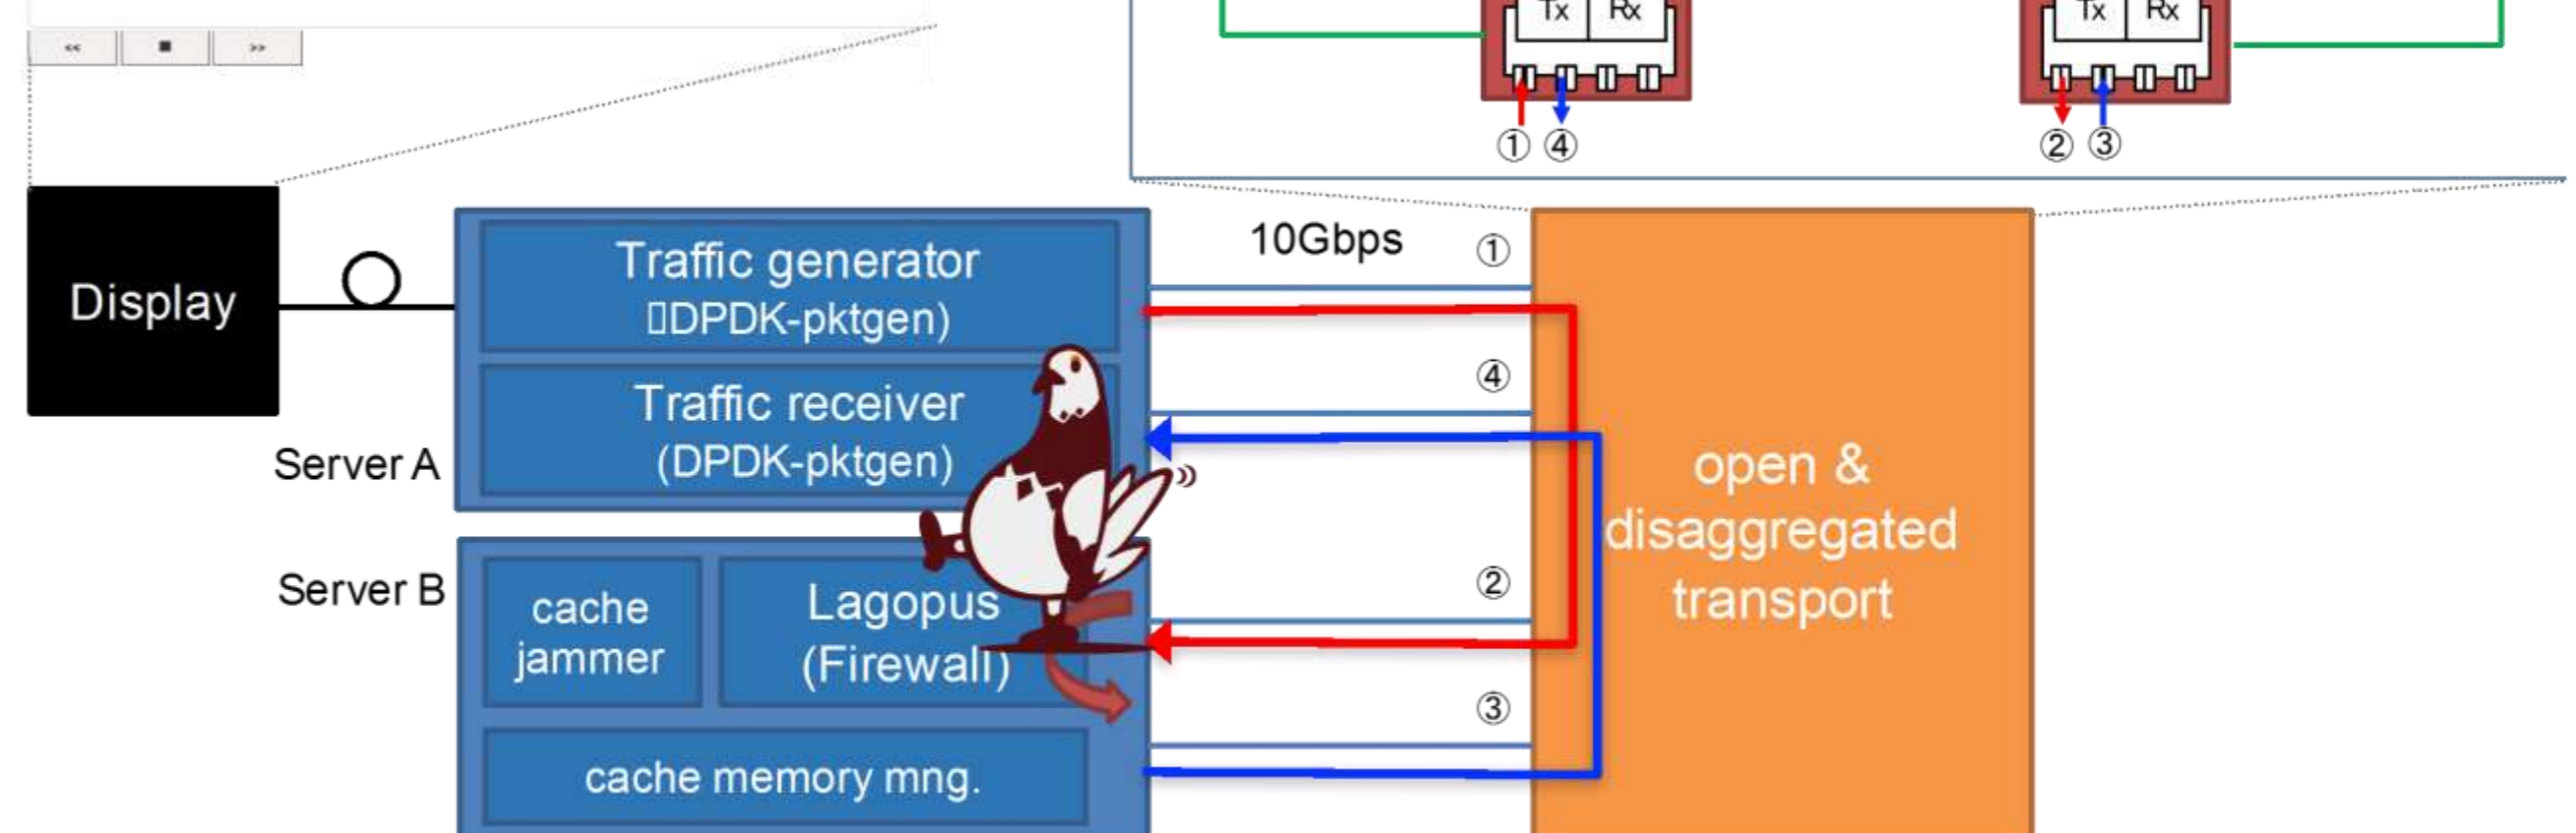 << ■ >>
Tx Rx
Tx Rx
① ④
② ③
Display
Traffic generator
▯DPDK-pktgen)
Traffic receiver
(DPDK-pktgen)
Server A
Server B
cache
jammer
Lagopus
(Firewall)
cache memory mng.
10Gbps
①
④
②
③
open &
disaggregated
transport